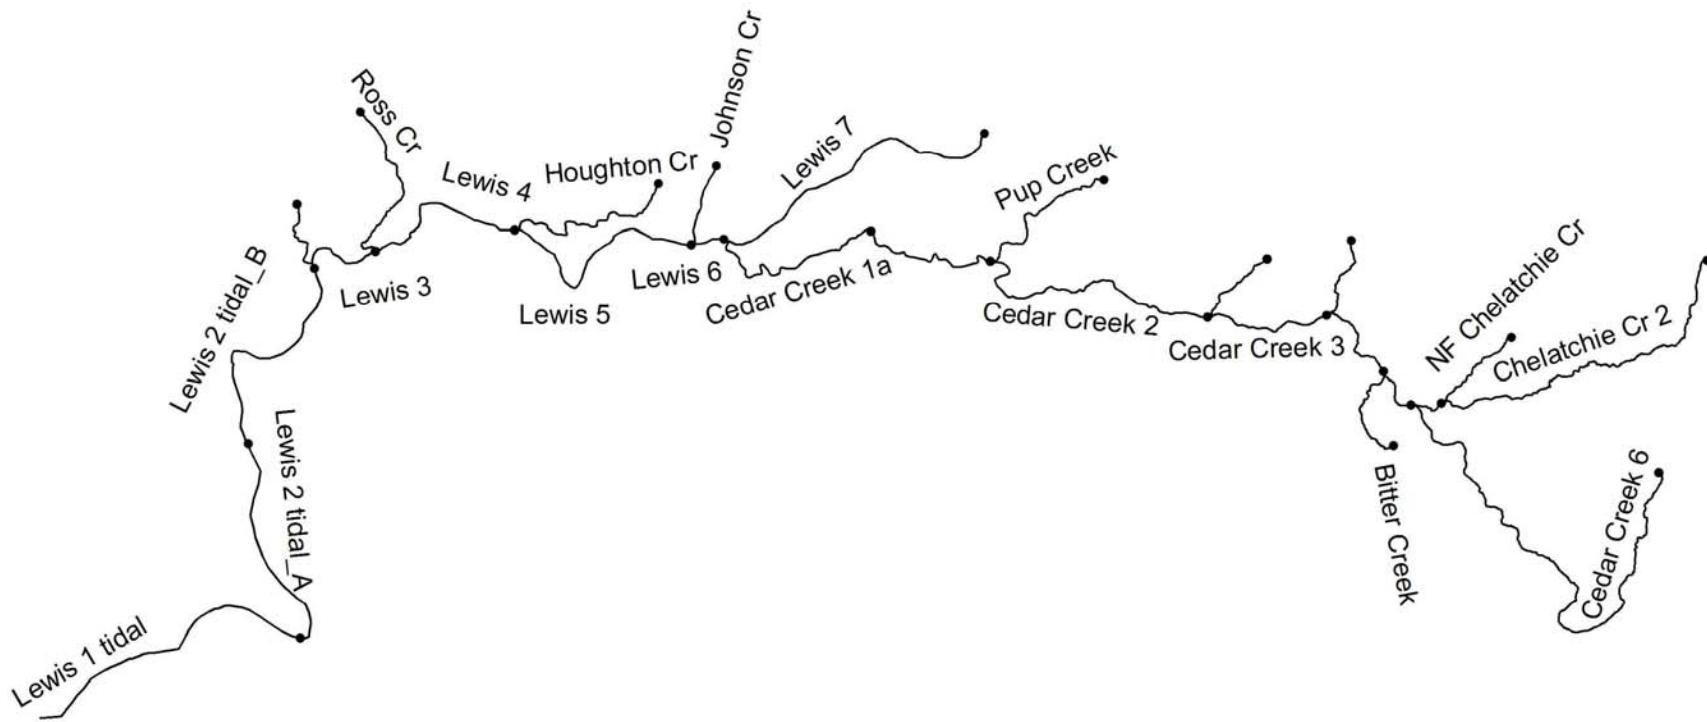 Ross Cr
Johnson Cr
Lewis 4
Houghton Cr
Lewis 7
Pup Creek
Lewis 2 tidal_B
Lewis 3
Lewis 5
Lewis 6
Cedar Creek 1a
Cedar Creek 2
Cedar Creek 3
NF Chelatchie Cr
Chelatchie Cr 2
Lewis 2 tidal_A
Bitter Creek
Cedar Creek 6
Lewis 1 tidal